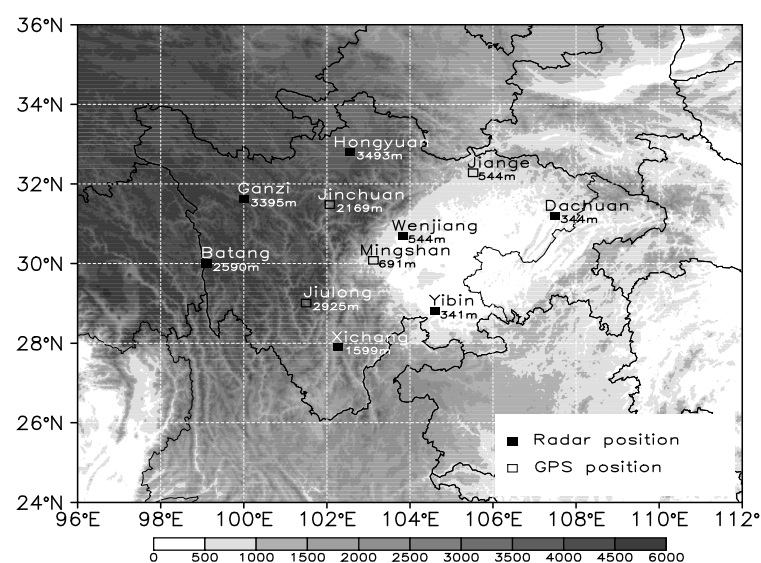 36°N
34°N
Hongyuan
3493m
Jiange
544m
32°N
Ganzi
3395m
Jinchuan
2169m
Dachuan
344m
Wenjiang
544m
Batang
2590m
Mingshan
691m
30°N
Jiulong
2925m
Yibin
341m
Xichang
1599m
28°N
26°N
Radar position
GPS position
24°N
96°E 98°E 100°E 102°E 104°E 106°E 108°E 110°E 112°E
0 500 1000 1500 2000 2500 3000 3500 4000 4500 6000